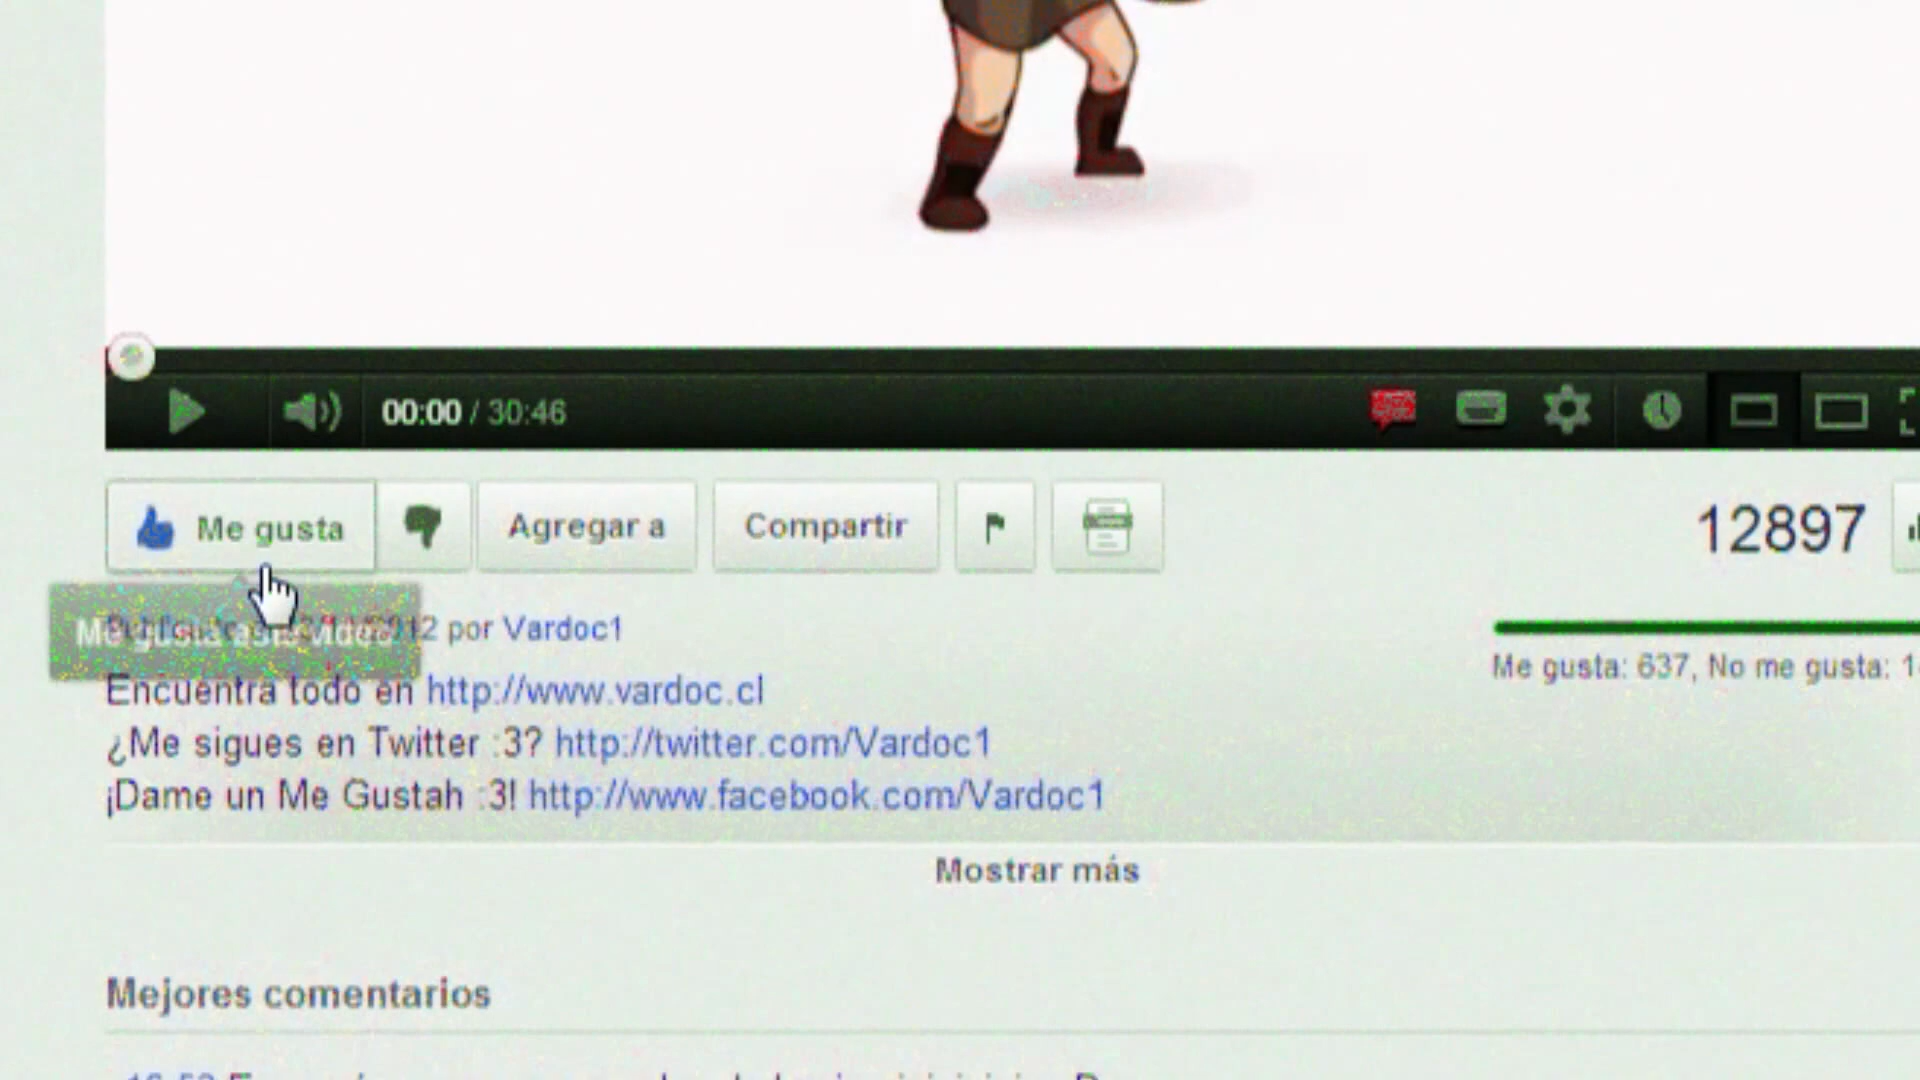 00:00 / 30:46
Me gusta
Agregar a
Compartir
12897
Me gusta este video
por Vardoc1
Me gusta: 637, No me gusta:
Encuentra todo en http://www.vardoc.cl
¿Me sigues en Twitter :3? http://twitter.com/Vardoc1
¡Dame un Me Gustah :3! http://www.facebook.com/Vardoc1
Mostrar más
Mejores comentarios